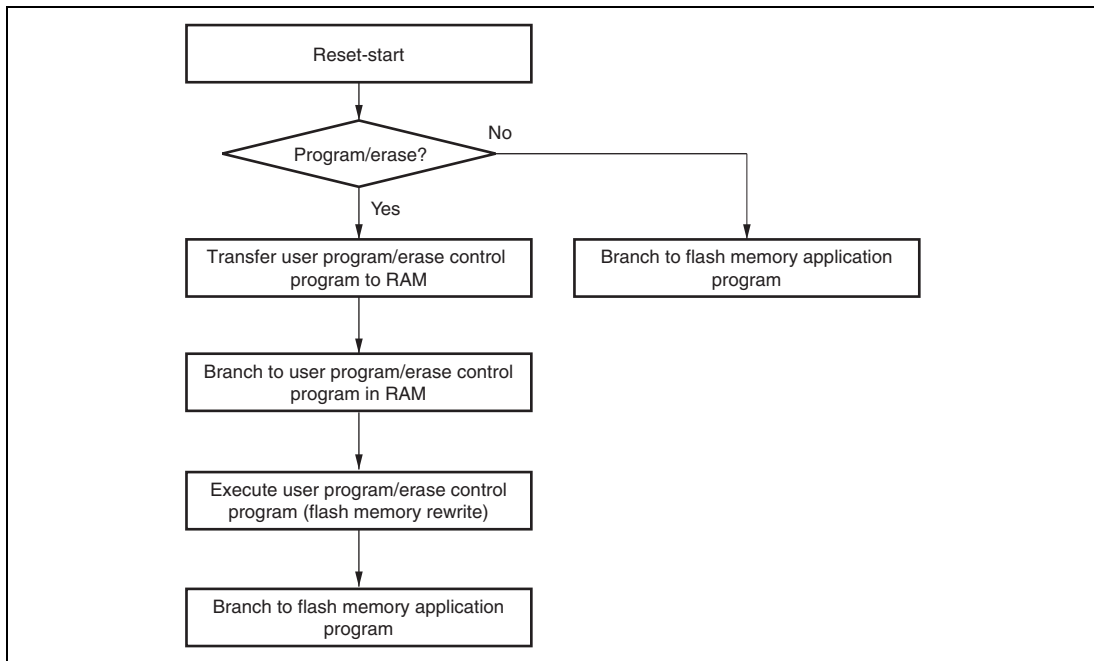 Reset-start
No
Program/erase?
Yes
Transfer user program/erase control
program to RAM
Branch to flash memory application
program
Branch to user program/erase control
program in RAM
Execute user program/erase control
program (flash memory rewrite)
Branch to flash memory application
program